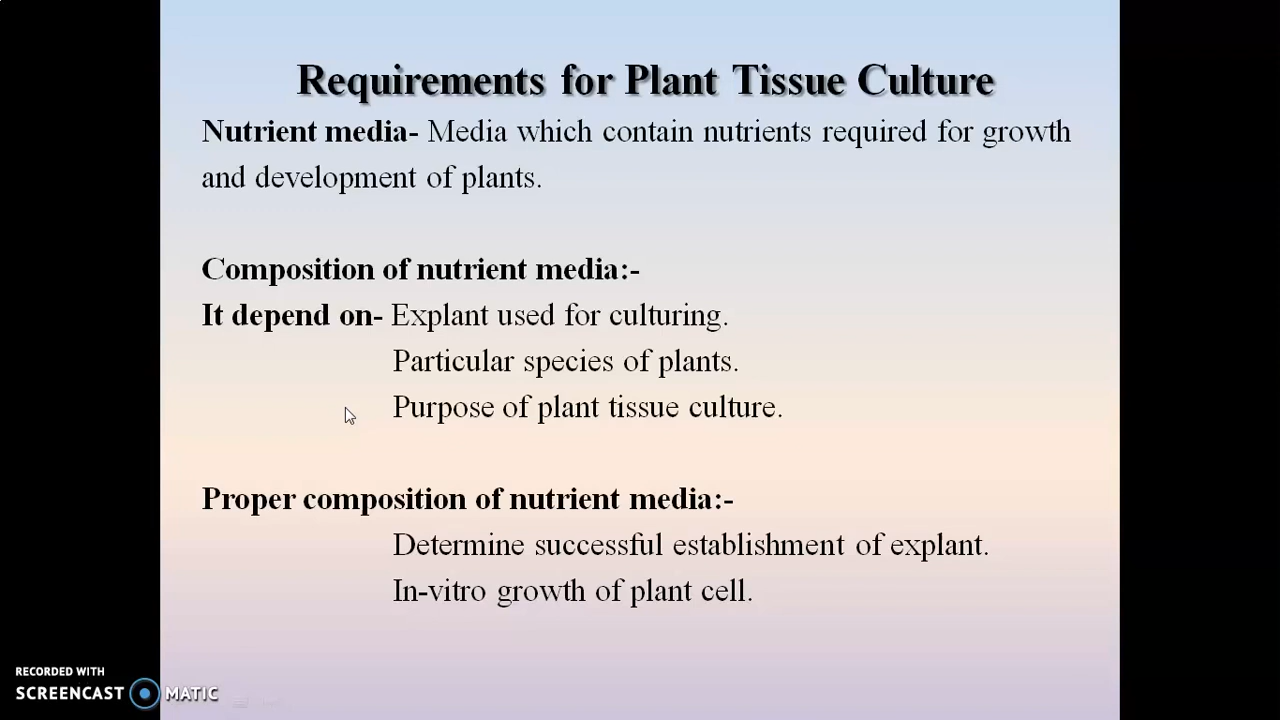 Requirements for Plant Tissue Culture
Nutrient media- Media which contain nutrients required for growth
and development of plants.
Composition of nutrient media:-
It depend on- Explant used for culturing.
Particular species of plants.
Purpose of plant tissue culture.
Proper composition of nutrient media:-
Determine successful establishment of explant.
In-vitro growth of plant cell.
RECORDED WITH
SCREENCAST MATIC